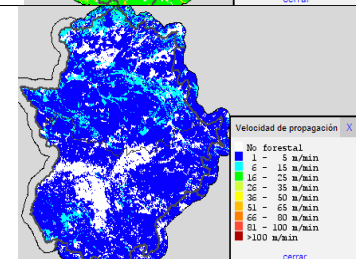 cerrar
Velocidad de propagación X
No forestal
1 - 5 m/min
6 - 15 m/min
16 - 25 m/min
26 - 35 m/min
36 - 50 m/min
51 - 65 m/min
66 - 80 m/min
81 - 100 m/min
>100 m/min
cerrar